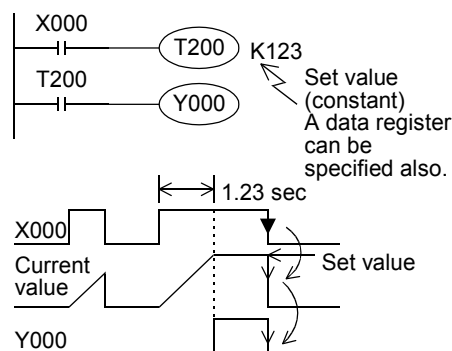 X000
T200 K123
T200
Y000
Set value
(constant)
A data register
can be
specified also.
1.23 sec
X000
Current
value
Set value
Y000